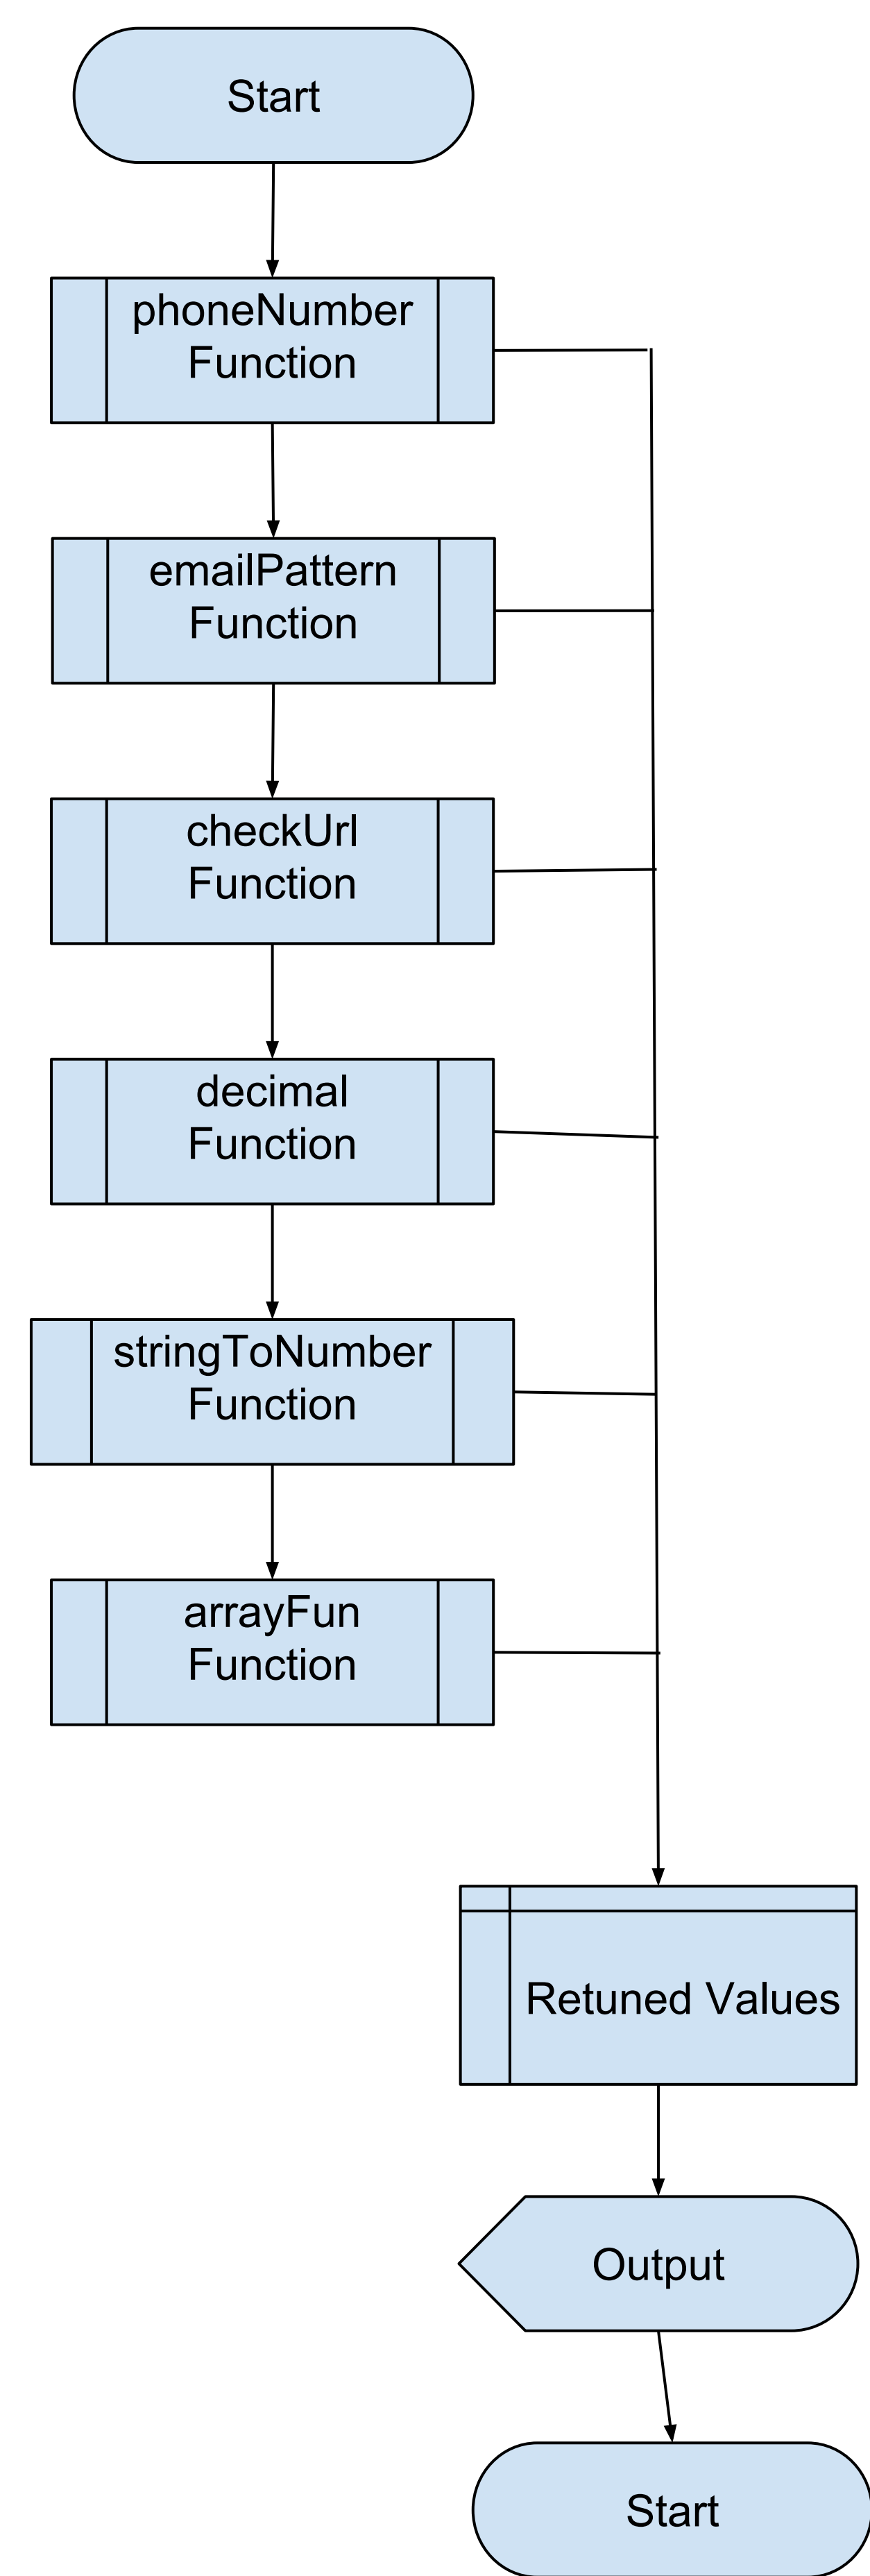 Start
phoneNumber
Function
emailPattern
Function
checkUrl
Function
decimal
Function
stringToNumber
Function
arrayFun
Function
Retuned Values
Output
Start